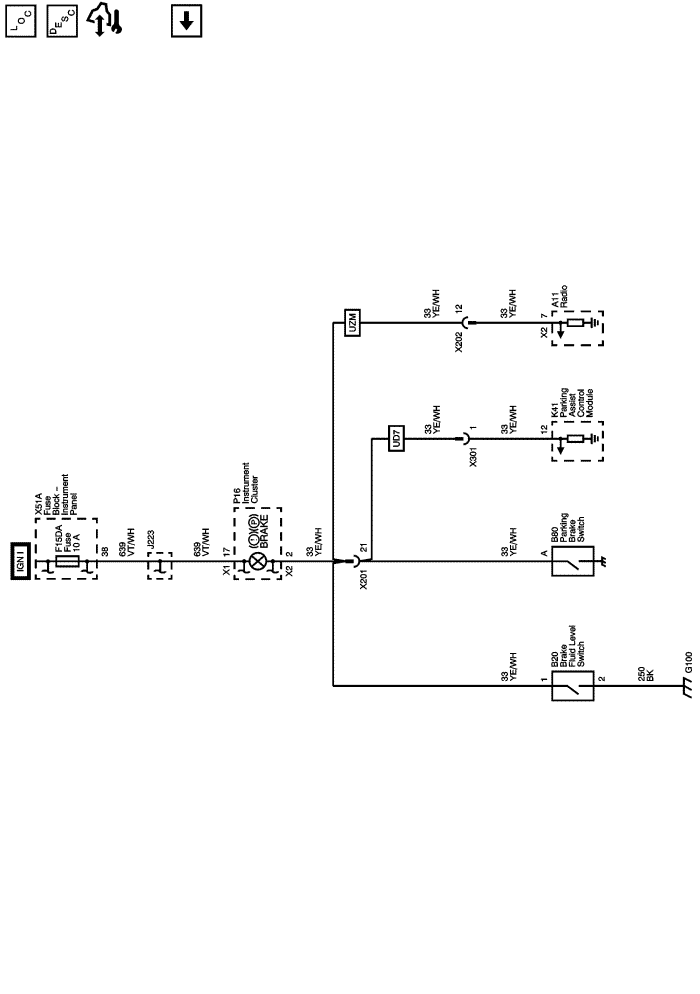 LOC
DESC
IGN I
X51A
Fuse
Block –
Instrument
Panel
F15DA
Fuse
10 A
38
639
VT/WH
J223
639
VT/WH
P16
Instrument
Cluster
X1
17
BRAKE
2
X2
33
YE/WH
X201
21
UZM
33
YE/WH
12
X202
33
YE/WH
X2
7
A11
Radio
UD7
33
YE/WH
1
X301
33
YE/WH
12
K41
Parking
Assist
Control
Module
33
YE/WH
A
B80
Parking
Brake
Switch
33
YE/WH
1
B20
Brake
Fluid Level
Switch
2
250
BK
G100